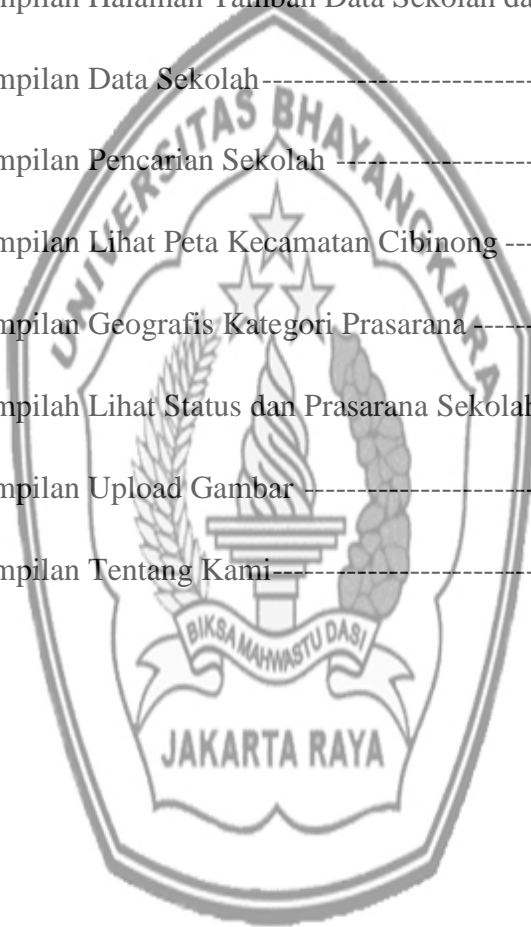 mpilan Halaman Tambah Data Sekolah da
mpilan Data Sekolah-------------------------
mpilan Pencarian Sekolah -------------------
mpilan Lihat Peta Kecamatan Cibinong ---
mpilan Geografis Kategori Prasarana ------
mpilah Lihat Status dan Prasarana Sekolah
mpilan Upload Gambar ----------------------
mpilan Tentang Kami-------------------------
UNIVERSITAS BHAYANGKARA
BIKSA MAHWASTU DASI
JAKARTA RAYA